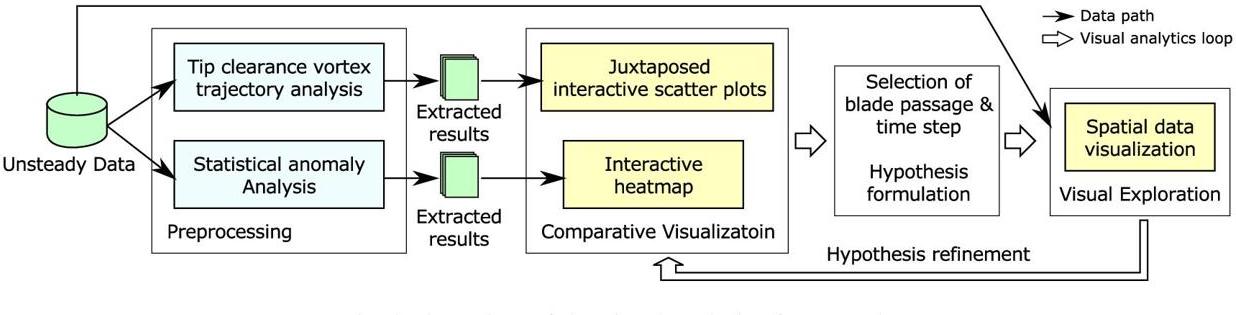 Data path
Visual analytics loop
Unsteady Data
Tip clearance vortex
trajectory analysis
Statistical anomaly
Analysis
Preprocessing
Extracted
results
Extracted
results
Juxtaposed
interactive scatter plots
Interactive
heatmap
Comparative Visualizatoin
Selection of
blade passage &
time step
Hypothesis
formulation
Spatial data
visualization
Visual Exploration
Hypothesis refinement